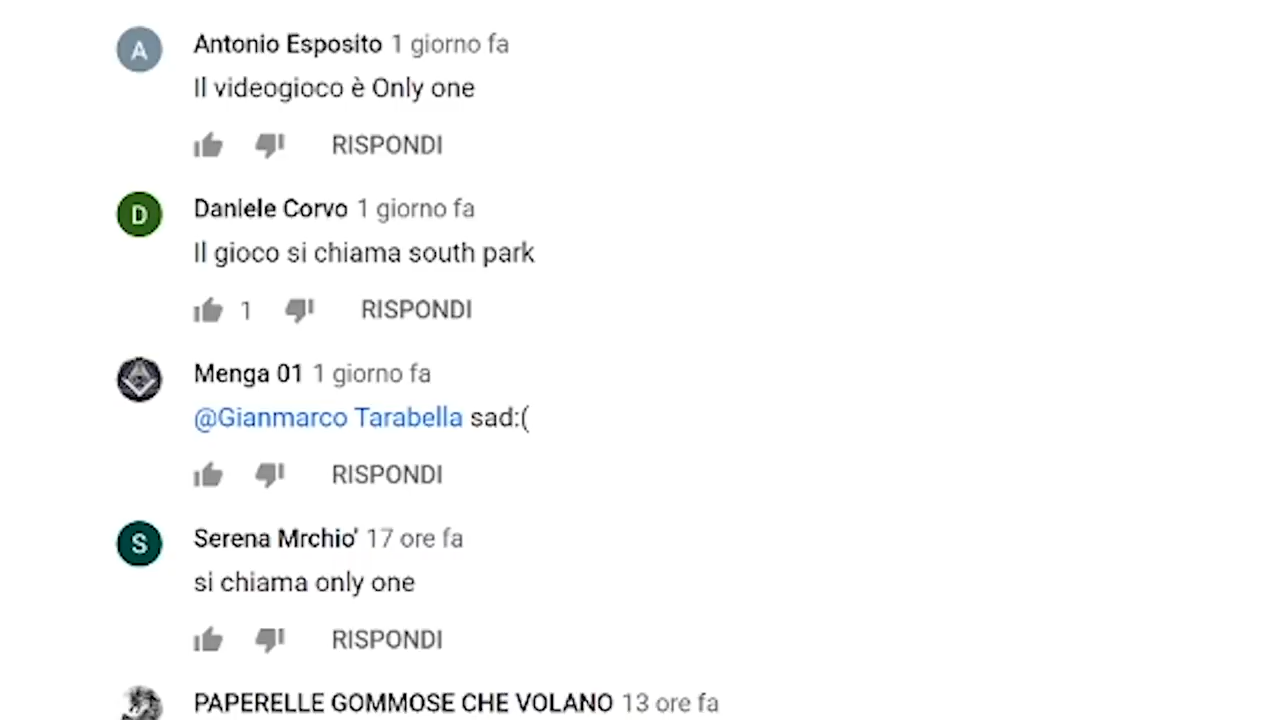 A
Antonio Esposito 1 giorno fa
Il videogioco è Only one
RISPONDI
D
Daniele Corvo 1 giorno fa
Il gioco si chiama south park
1 RISPONDI
Menga 01 1 giorno fa
@Gianmarco Tarabella sad:(
RISPONDI
S
Serena Mrchio' 17 ore fa
si chiama only one
RISPONDI
PAPERELLE GOMMOSE CHE VOLANO 13 ore fa